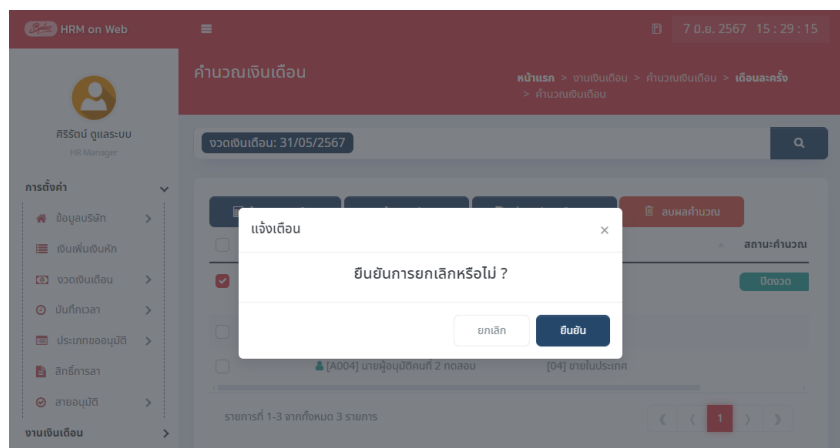 HRM on Web
7 มิ.ย. 2567 15 : 29 : 15
คำนวณเงินเดือน
หน้าแรก > งานเงินเดือน > คำนวณเงินเดือน > เดือนละครั้ง
> คำนวณเงินเดือน
ศิริรัตน์ ดูแลระบบ
HR Manager
งวดเงินเดือน: 31/05/2567
การตั้งค่า
ข้อมูลบริษัท
เงินเพิ่มเงินหัก
งวดเงินเดือน
บันทึกเวลา
ประเภทขออนุมัติ
สิทธิ์การลา
สายอนุมัติ
งานเงินเดือน
ลบผลคำนวณ
สถานะคำนวณ
ปิดงวด
แจ้งเตือน
×
ยืนยันการยกเลิกหรือไม่ ?
ยกเลิก
ยืนยัน
[A004] นายผู้อนุมัติคนที่ 2 ทดสอบ
[04] ขายในประเทศ
รายการที่ 1-3 จากทั้งหมด 3 รายการ
1